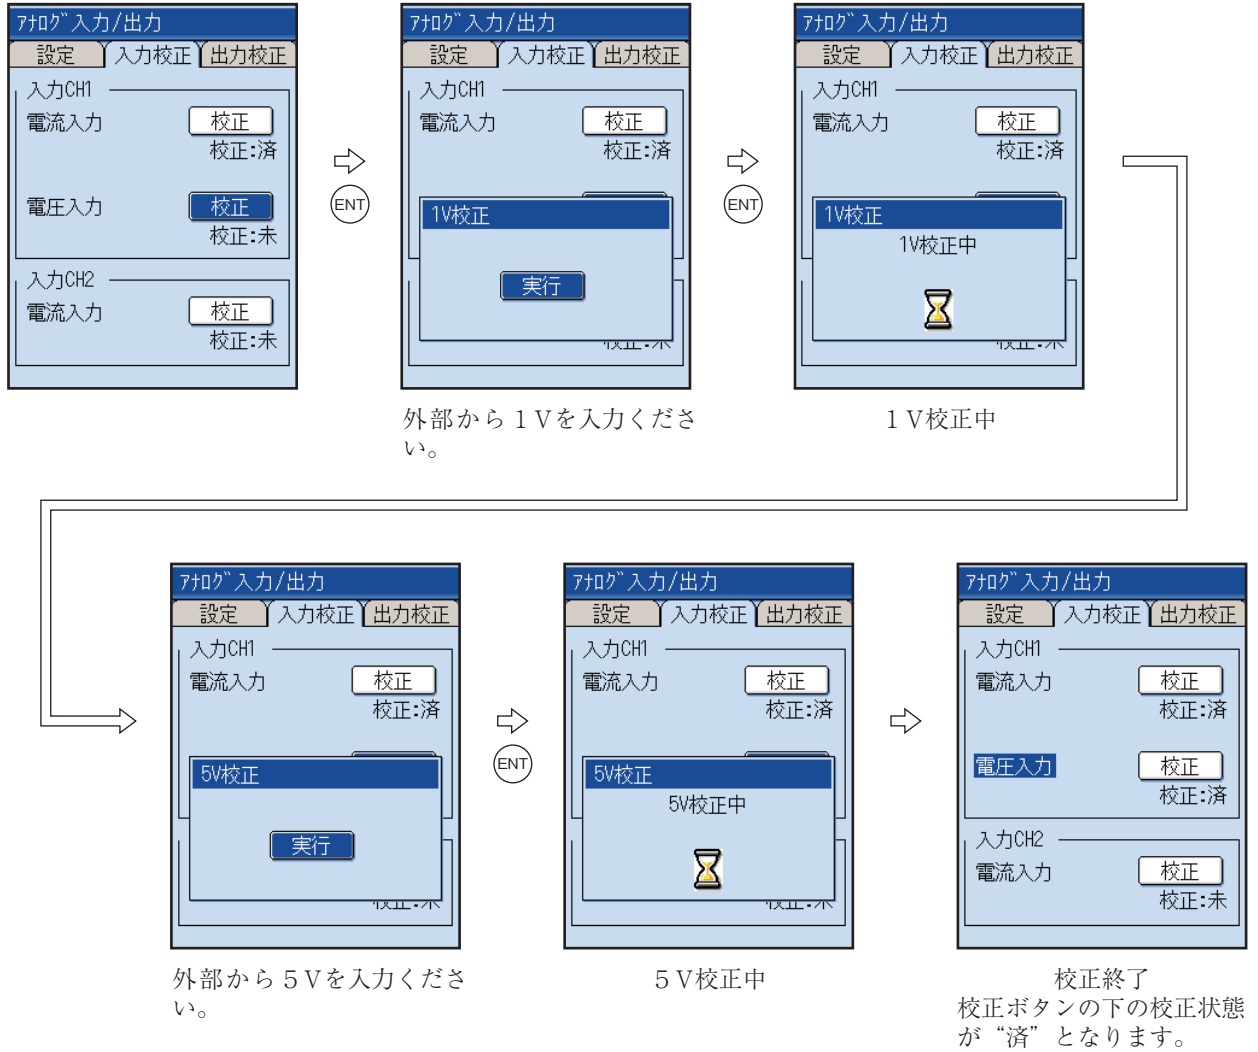 アナログ入力/出力
設定 入力校正 出力校正
入力CH1
電流入力 校正
校正:済
電圧入力 校正
校正:未
入力CH2
電流入力 校正
校正:未
ENT
アナログ入力/出力
設定 入力校正 出力校正
入力CH1
電流入力 校正
校正:済
1V校正
実行
外部から1Vを入力くださ
い。
ENT
アナログ入力/出力
設定 入力校正 出力校正
入力CH1
電流入力 校正
校正:済
1V校正
1V校正中
1V校正中
アナログ入力/出力
設定 入力校正 出力校正
入力CH1
電流入力 校正
校正:済
5V校正
実行
外部から5Vを入力くださ
い。
ENT
アナログ入力/出力
設定 入力校正 出力校正
入力CH1
電流入力 校正
校正:済
5V校正
5V校正中
5V校正中
アナログ入力/出力
設定 入力校正 出力校正
入力CH1
電流入力 校正
校正:済
電圧入力 校正
校正:済
入力CH2
電流入力 校正
校正:未
校正終了
校正ボタンの下の校正状態
が“済”となります。